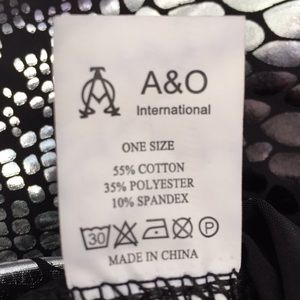 A&O
International
ONE SIZE
55% COTTON
35% POLYESTER
10% SPANDEX
30 P
MADE IN CHINA